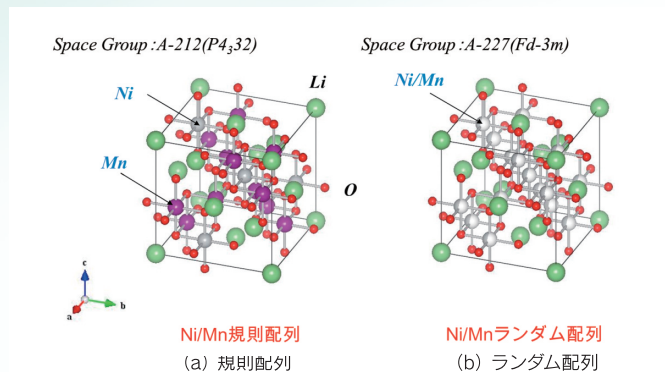 Space Group :A-212(P4₃32)
Space Group :A-227(Fd-3m)
Ni
Li
Ni/Mn
Mn
O
c
b
a
Ni/Mn規則配列
Ni/Mnランダム配列
(a) 規則配列
(b) ランダム配列